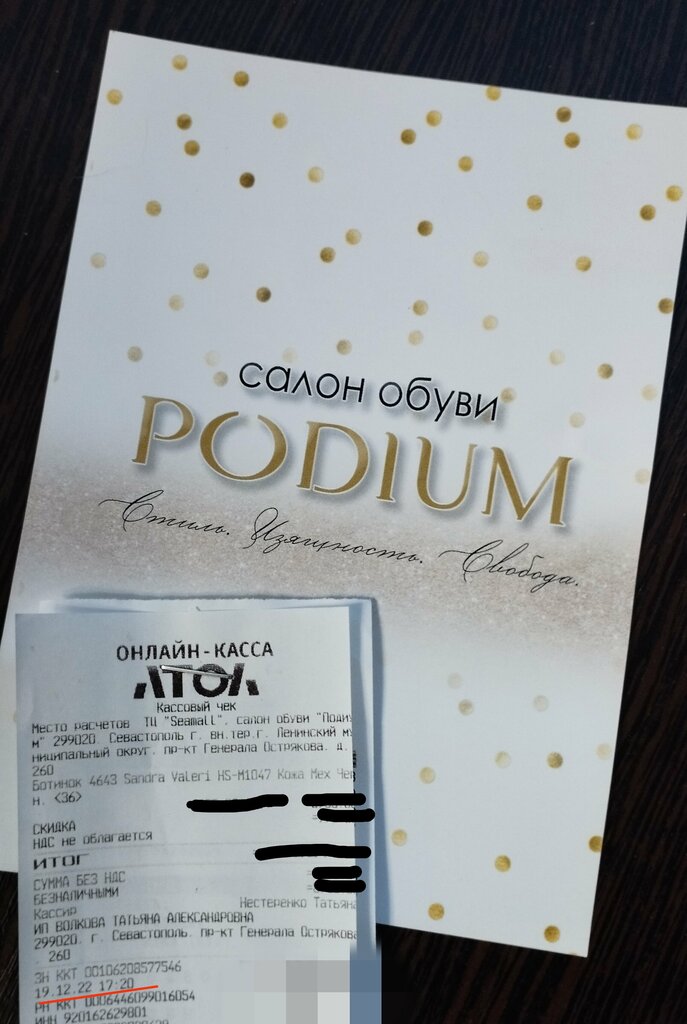 салон обуви
PODIUM
Стиль. Изящность. Свобода.
ОНЛАЙН-КАССА
АТОЛ
Кассовый чек
Место расчетов ТЦ "Seamall", салон обуви "Подиу
м" 299020, Севастополь г. вн.тер.г. Ленинский му
ниципальный округ. пр-кт Генерала Острякова. д.
260
Ботинок 4643 Sandra Valeri HS-M1047 Кожа Мех Чер
н. <36>
СКИДКА
НДС не облагается
ИТОГ
СУММА БЕЗ НДС
БЕЗНАЛИЧНЫМИ
Кассир Нестеренко Татьяна
ИП ВОЛКОВА ТАТЬЯНА АЛЕКСАНДРОВНА
299020. г. Севастополь. пр-кт Генерала Острякова
. 260
ЗН ККТ 00106208577546
19.12.22 17:20
РН ККТ 0006446099016054
ИНН 920162629801